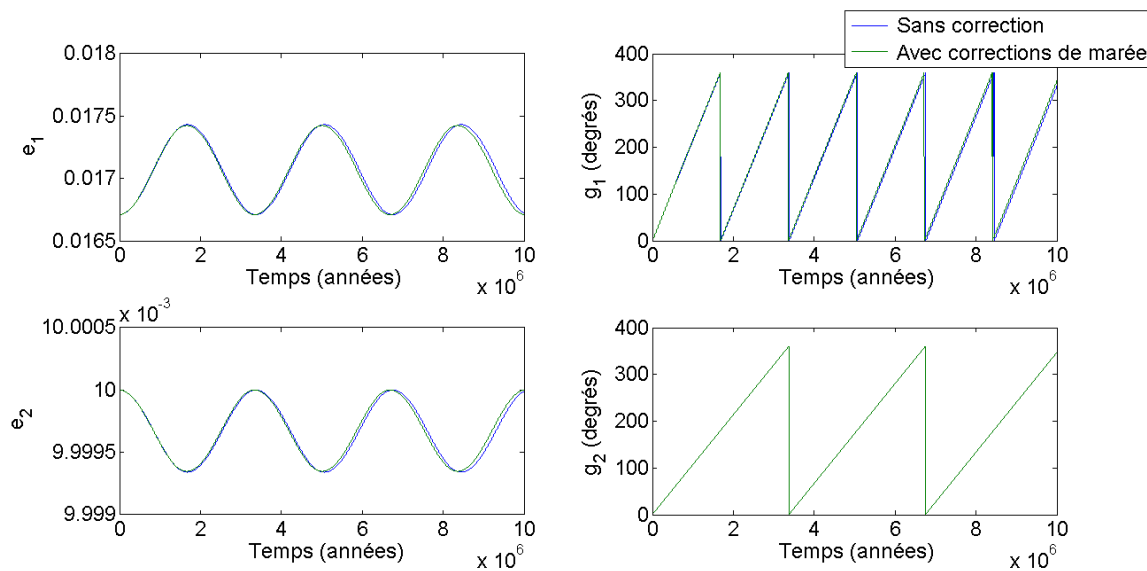 Sans correction
Avec corrections de marée
0.018
0.0175
0.017
0.0165
e1
0 2 4 6 8 10
Temps (années)
x 10^6
400
300
200
100
0
g1 (degrés)
0 2 4 6 8 10
Temps (années)
x 10^6
x 10^-3
10.0005
10
9.9995
9.999
e2
0 2 4 6 8 10
Temps (années)
x 10^6
400
300
200
100
0
g2 (degrés)
0 2 4 6 8 10
Temps (années)
x 10^6